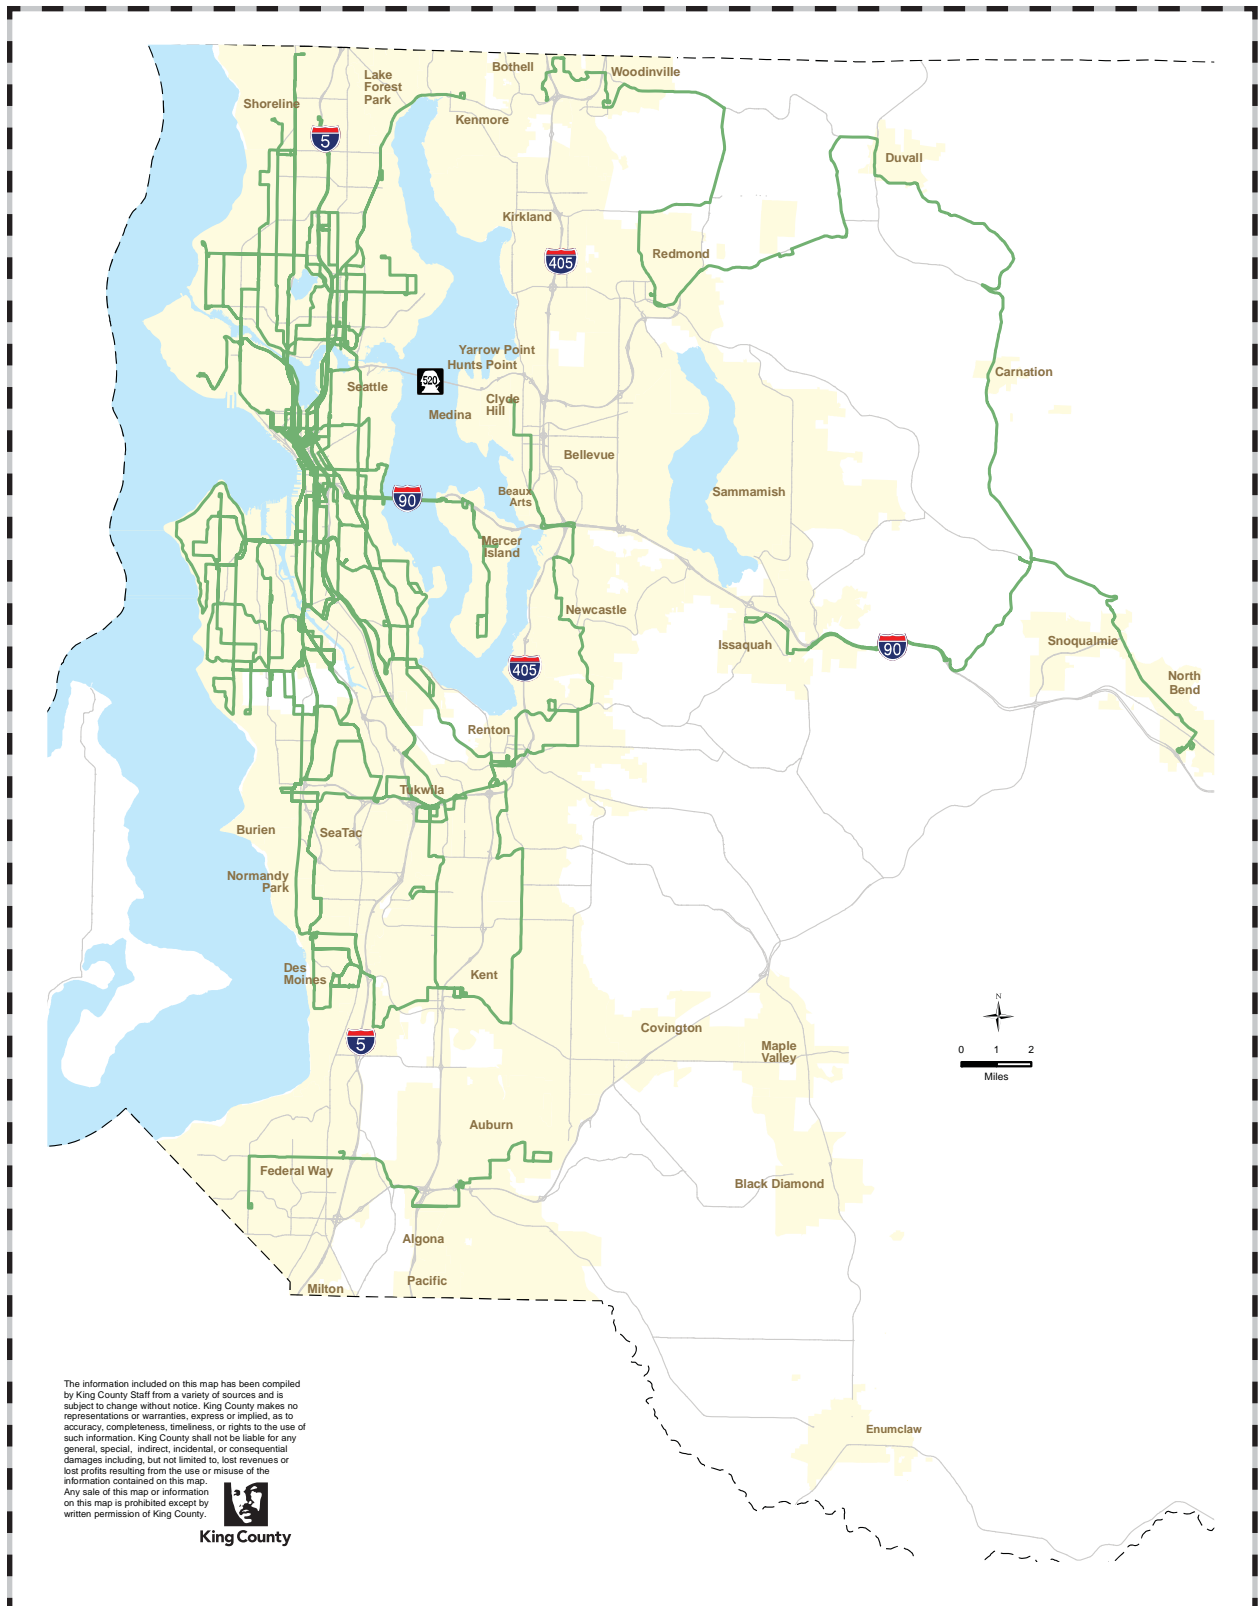 Bothell
Woodinville
Lake
Forest
Park
Shoreline
Kenmore
5
Duvall
Kirkland
Redmond
405
Yarrow Point
Hunts Point
Carnation
520
Seattle
Clyde
Hill
Medina
Bellevue
Beaux
Arts
Sammamish
90
Mercer
Island
Newcastle
Issaquah
90
Snoqualmie
405
North
Bend
Renton
Tukwila
Burien
SeaTac
Normandy
Park
Des
Moines
Kent
N
Covington
5
Maple
Valley
0 1 2
Miles
Auburn
Federal Way
Black Diamond
Algona
Pacific
Milton
The information included on this map has been compiled
by King County Staff from a variety of sources and is
subject to change without notice. King County makes no
representations or warranties, express or implied, as to
accuracy, completeness, timeliness, or rights to the use of
such information. King County shall not be liable for any
general, special, indirect, incidental, or consequential
damages including, but not limited to, lost revenues or
lost profits resulting from the use or misuse of the
information contained on this map.
Any sale of this map or information
on this map is prohibited except by
written permission of King County.
King County
Enumclaw